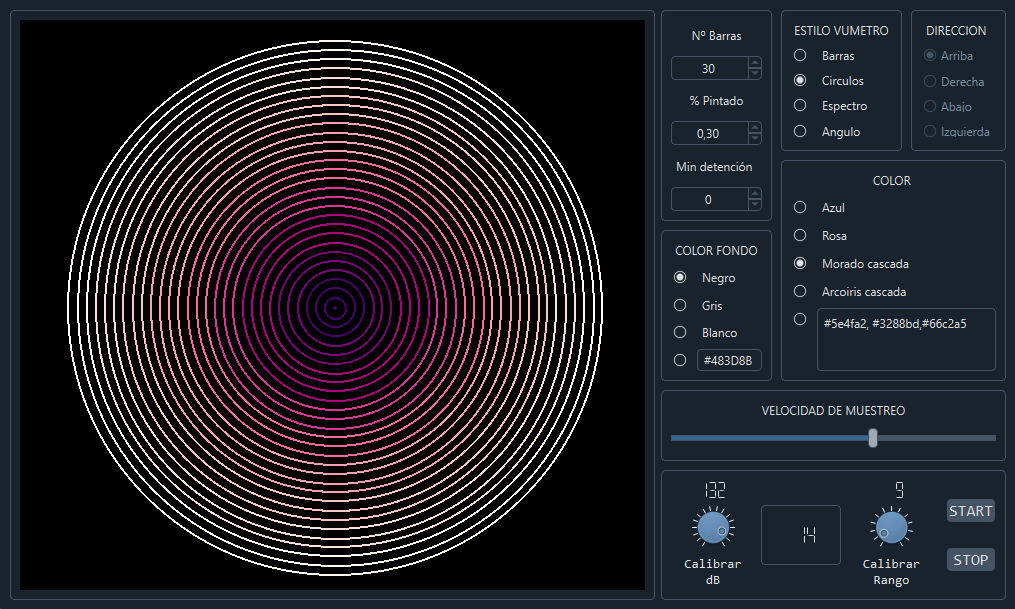 Nº Barras
30
% Pintado
0,30
Min detención
0
ESTILO VUMETRO
Barras
Circulos
Espectro
Angulo
DIRECCION
Arriba
Derecha
Abajo
Izquierda
COLOR FONDO
Negro
Gris
Blanco
#483D8B
COLOR
Azul
Rosa
Morado cascada
Arcoiris cascada
#5e4fa2, #3288bd,#66c2a5
VELOCIDAD DE MUESTREO
132
Calibrar
dB
14
9
Calibrar
Rango
START
STOP